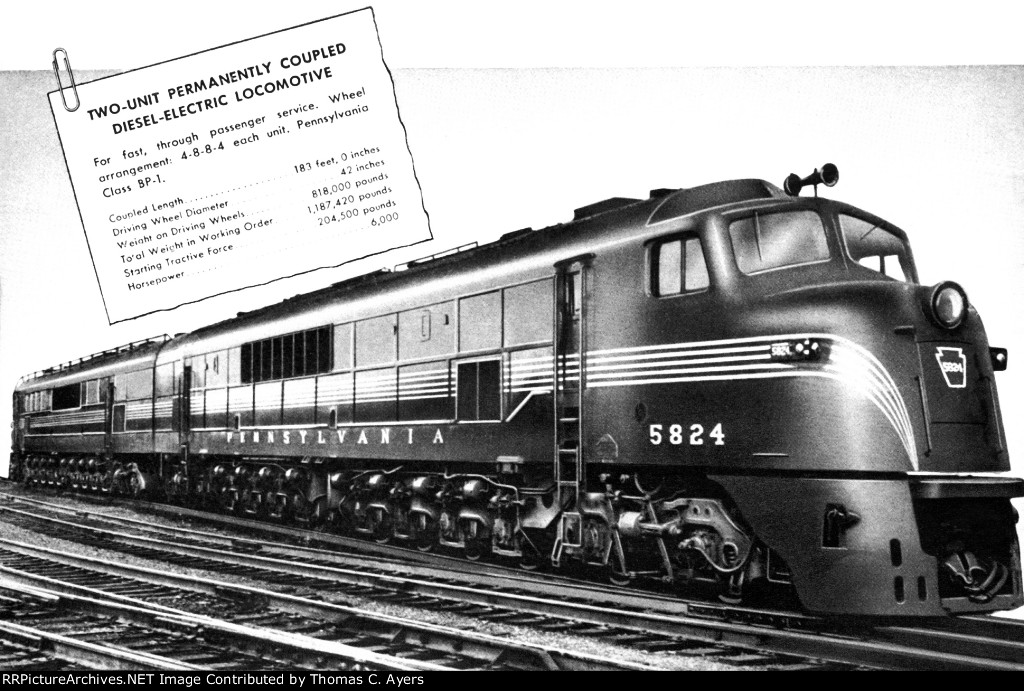 TWO-UNIT PERMANENTLY COUPLED
DIESEL-ELECTRIC LOCOMOTIVE
For fast, through passenger service. Wheel
arrangement: 4-8-8-4 each unit. Pennsylvania
Class BP-1.
Coupled Length.......................... 183 feet, 0 inches
Driving Wheel Diameter.................. 42 inches
Weight on Driving Wheels..... 818,000 pounds
Total Weight in Working Order 1,187,420 pounds
Starting Tractive Force....... 204,500 pounds
Horsepower.............................. 6,000
5824
5824
PENNSYLVANIA
5824
RRPictureArchives.NET Image Contributed by Thomas C. Ayers